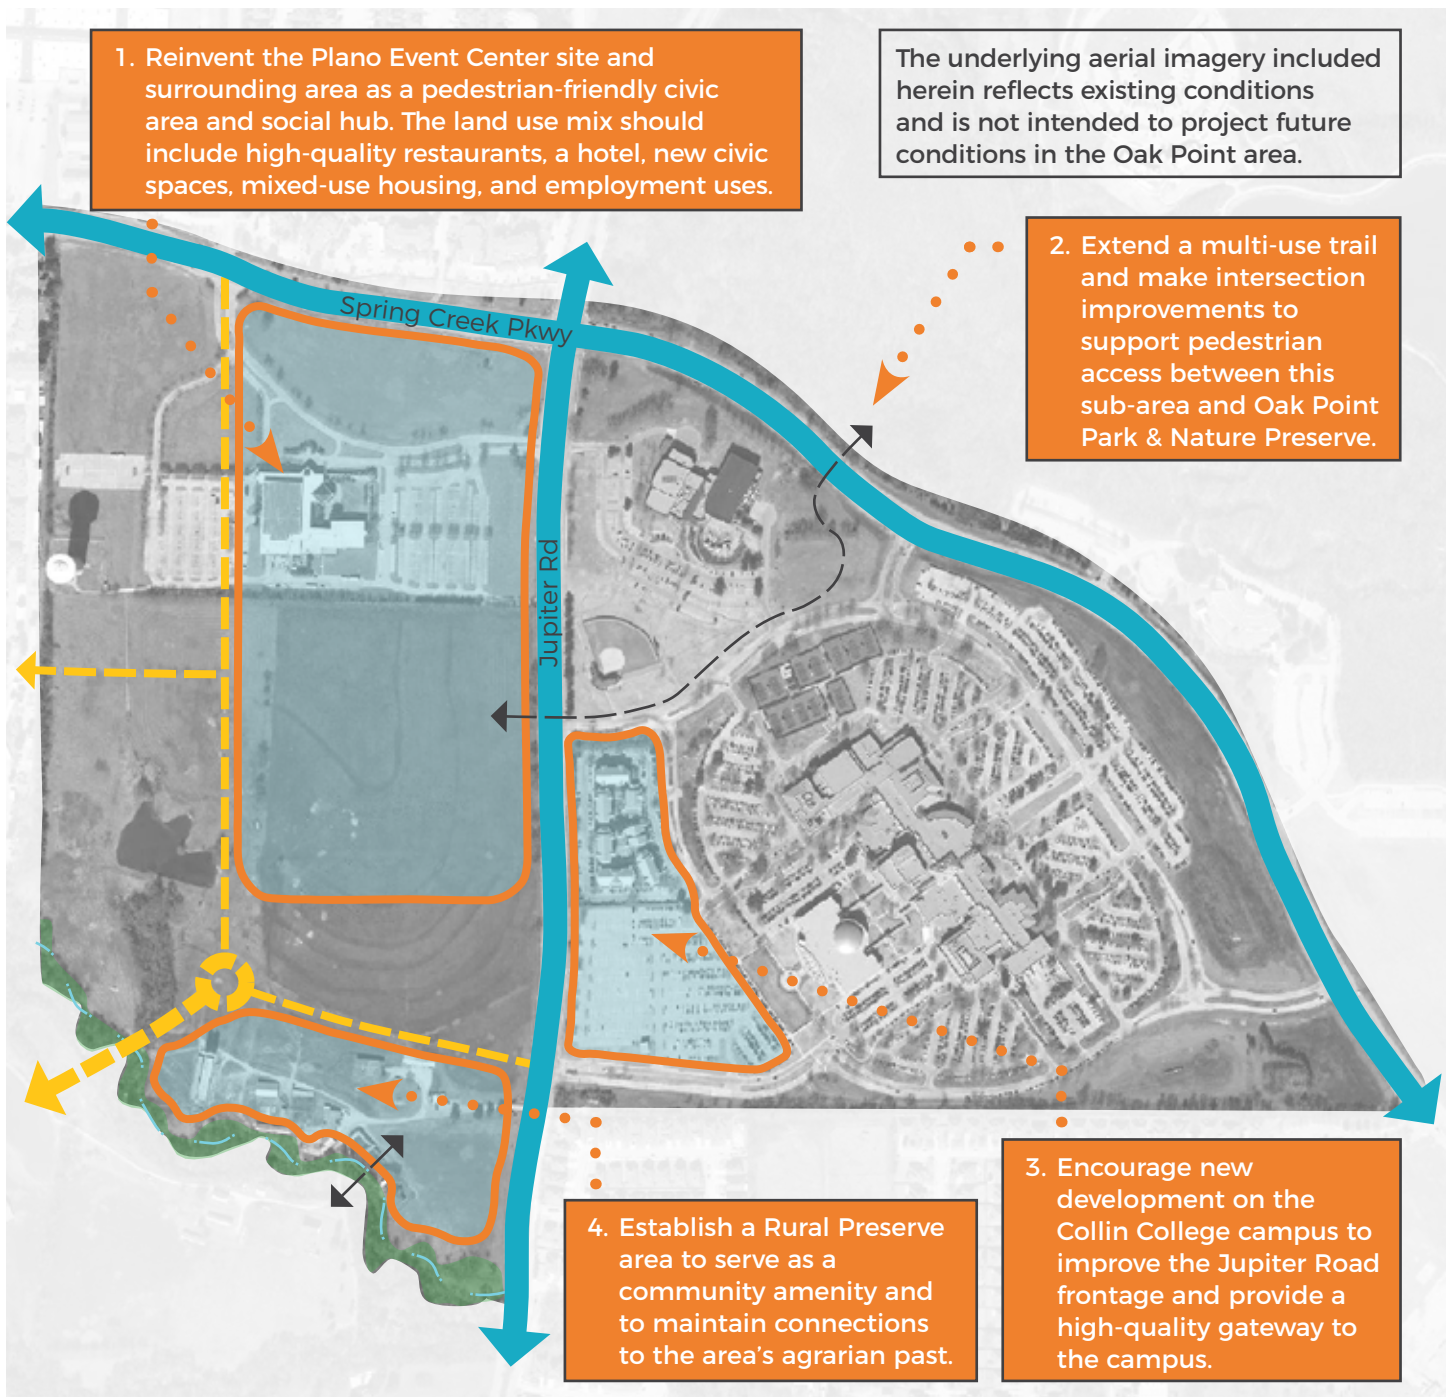 1. Reinvent the Plano Event Center site and
surrounding area as a pedestrian-friendly civic
area and social hub. The land use mix should
include high-quality restaurants, a hotel, new civic
spaces, mixed-use housing, and employment uses.
The underlying aerial imagery included
herein reflects existing conditions
and is not intended to project future
conditions in the Oak Point area.
2. Extend a multi-use trail
and make intersection
improvements to
support pedestrian
access between this
sub-area and Oak Point
Park & Nature Preserve.
Spring Creek Pkwy
Jupiter Rd
3. Encourage new
development on the
Collin College campus to
improve the Jupiter Road
frontage and provide a
high-quality gateway to
the campus.
4. Establish a Rural Preserve
area to serve as a
community amenity and
to maintain connections
to the area's agrarian past.